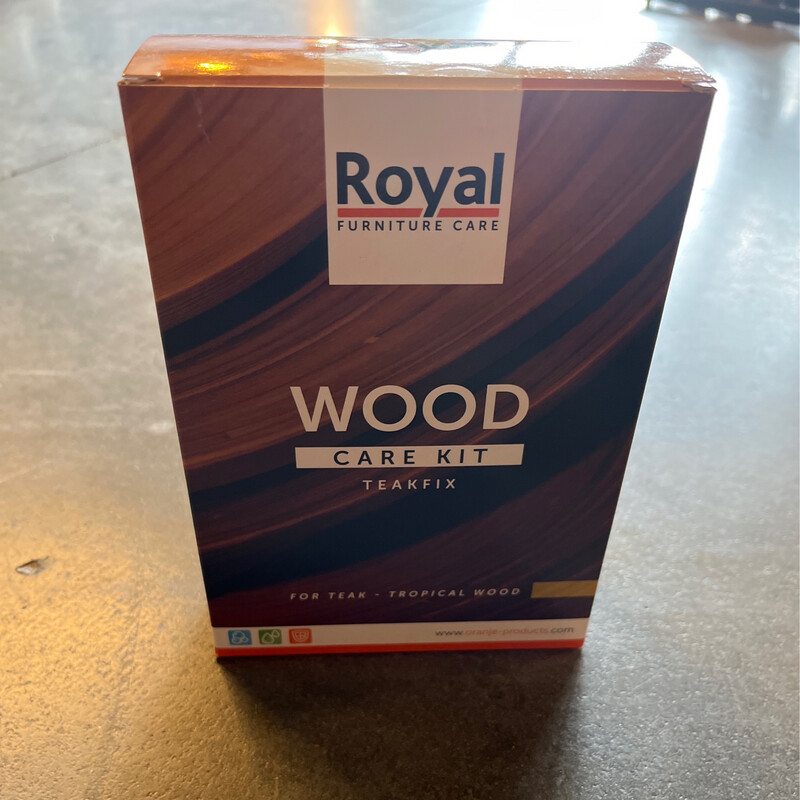 Royal
FURNITURE CARE
WOOD
CARE KIT
TEAKFIX
FOR TEAK - TROPICAL WOOD
www.oranje-products.com